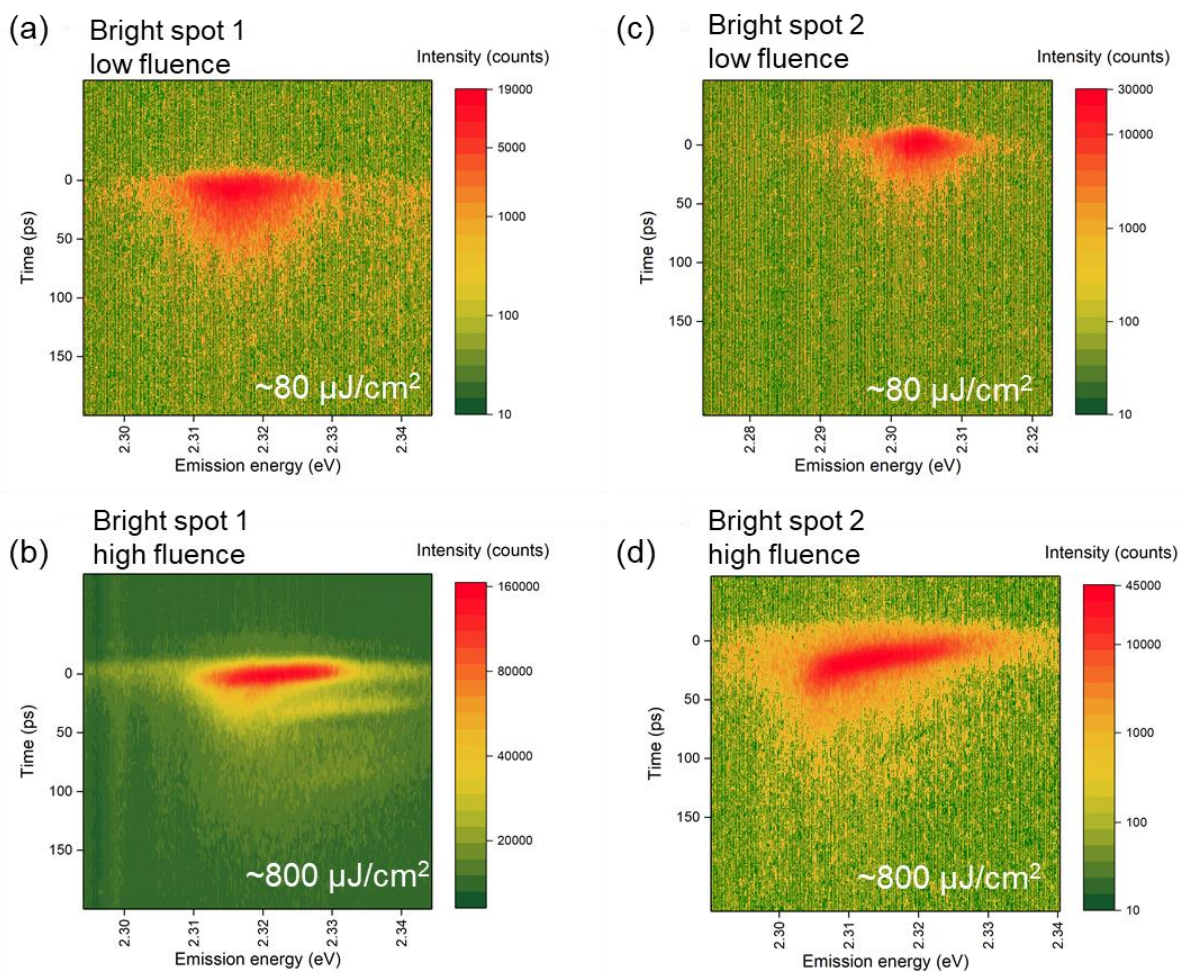 (a)
Bright spot 1
low fluence
Intensity (counts)
19000
5000
1000
100
10
Time (ps)
0
50
100
150
~80 µJ/cm²
2.30
2.31
2.32
2.33
2.34
Emission energy (eV)
(c)
Bright spot 2
low fluence
Intensity (counts)
30000
10000
1000
100
10
Time (ps)
0
50
100
150
~80 µJ/cm²
2.28
2.29
2.30
2.31
2.32
Emission energy (eV)
(b)
Bright spot 1
high fluence
Intensity (counts)
160000
80000
40000
20000
Time (ps)
0
50
100
150
~800 µJ/cm²
2.30
2.31
2.32
2.33
2.34
Emission energy (eV)
(d)
Bright spot 2
high fluence
Intensity (counts)
45000
10000
1000
100
10
Time (ps)
0
50
100
150
~800 µJ/cm²
2.30
2.31
2.32
2.33
2.34
Emission energy (eV)